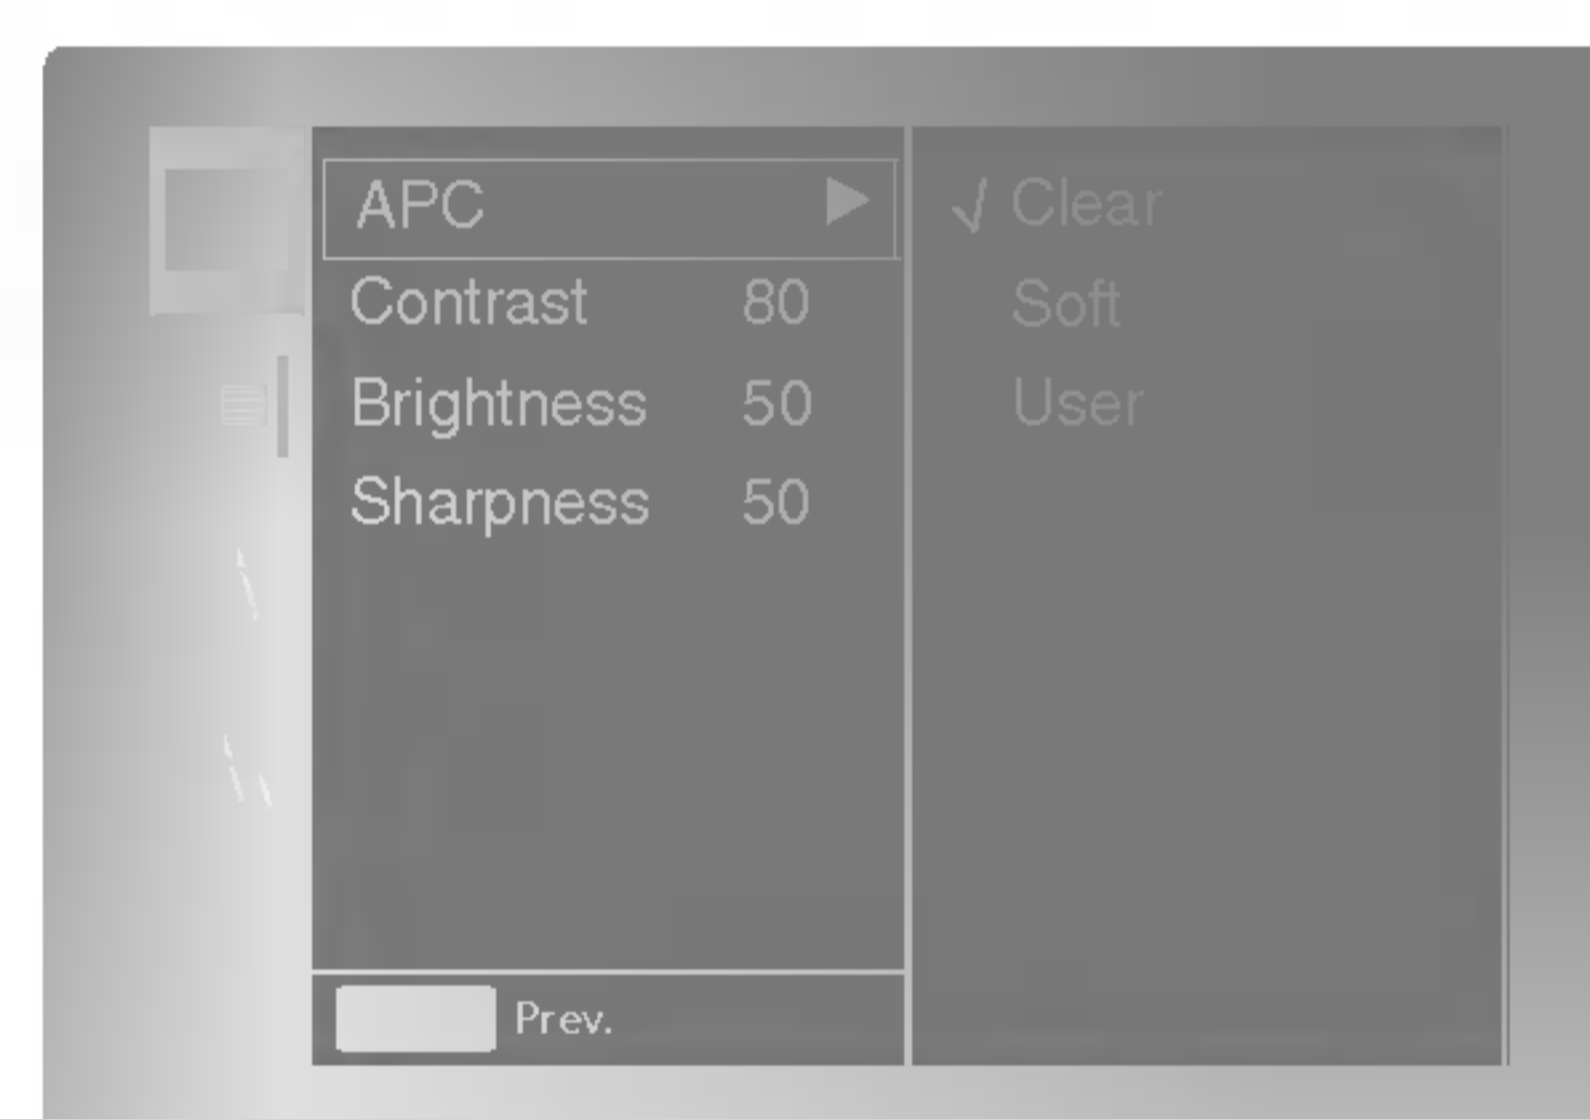 APC ▶
Contrast 80
Brightness 50
Sharpness 50
Prev.
√ Clear
Soft
User